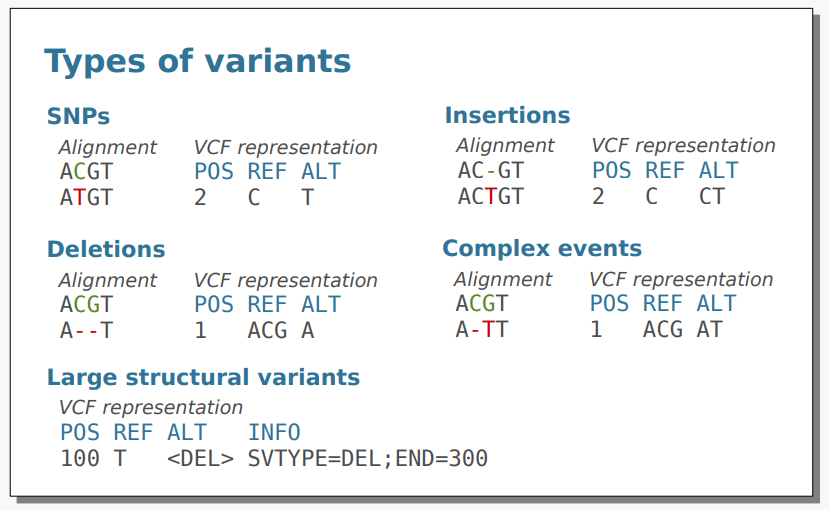 Types of variants
SNPs
Alignment VCF representation
ACGT POS REF ALT
ATGT 2 C T
Insertions
Alignment VCF representation
AC-GT POS REF ALT
ACTGT 2 C CT
Deletions
Alignment VCF representation
ACGT POS REF ALT
A--T 1 ACG A
Complex events
Alignment VCF representation
ACGT POS REF ALT
A-TT 1 ACG AT
Large structural variants
VCF representation
POS REF ALT INFO
100 T <DEL> SVTYPE=DEL;END=300